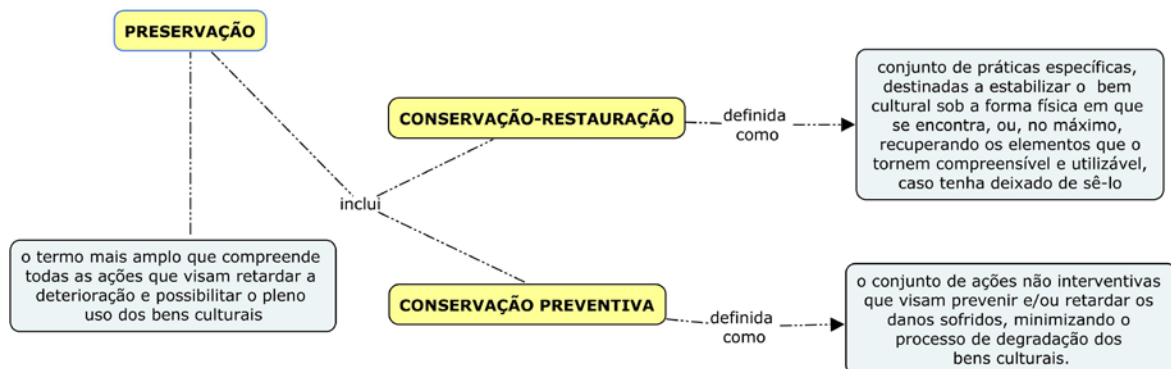 PRESERVAÇÃO
conjunto de práticas específicas,
destinadas a estabilizar o bem
cultural sob a forma física em que
se encontra, ou, no máximo,
recuperando os elementos que o
tornem compreensível e utilizável,
caso tenha deixado de sê-lo
CONSERVAÇÃO-RESTAURAÇÃO
definida
como
inclui
o termo mais amplo que compreende
todas as ações que visam retardar a
deterioração e possibilitar o pleno
uso dos bens culturais
CONSERVAÇÃO PREVENTIVA
definida
como
o conjunto de ações não interventivas
que visam prevenir e/ou retardar os
danos sofridos, minimizando o
processo de degradação dos
bens culturais.